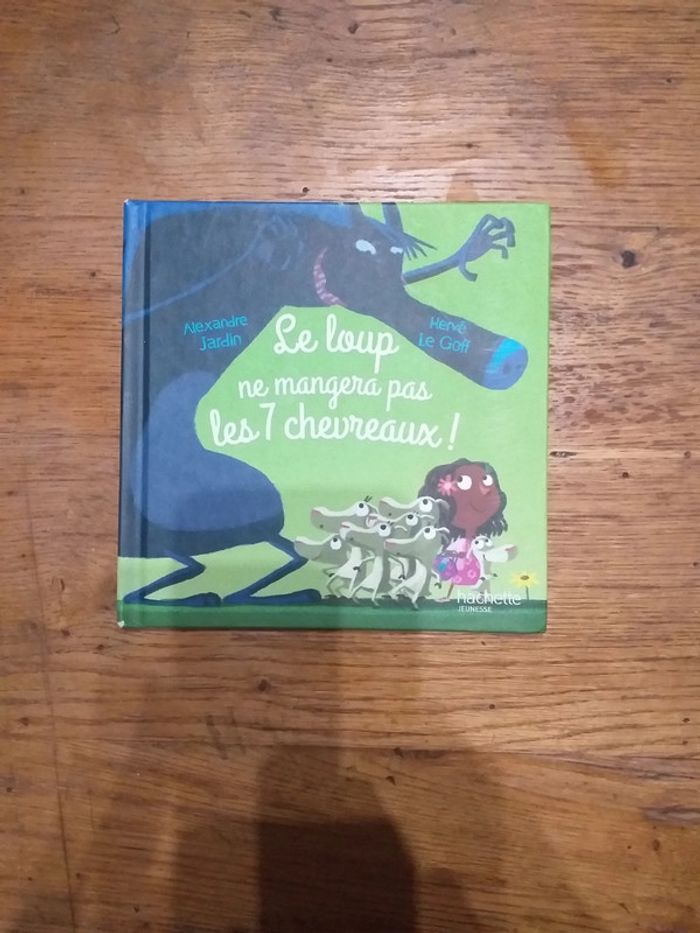 Alexandre
Jardin
Hervé
Le Goff
Le loup
ne mangera pas
les 7 chevreaux !
hachette
JEUNESSE